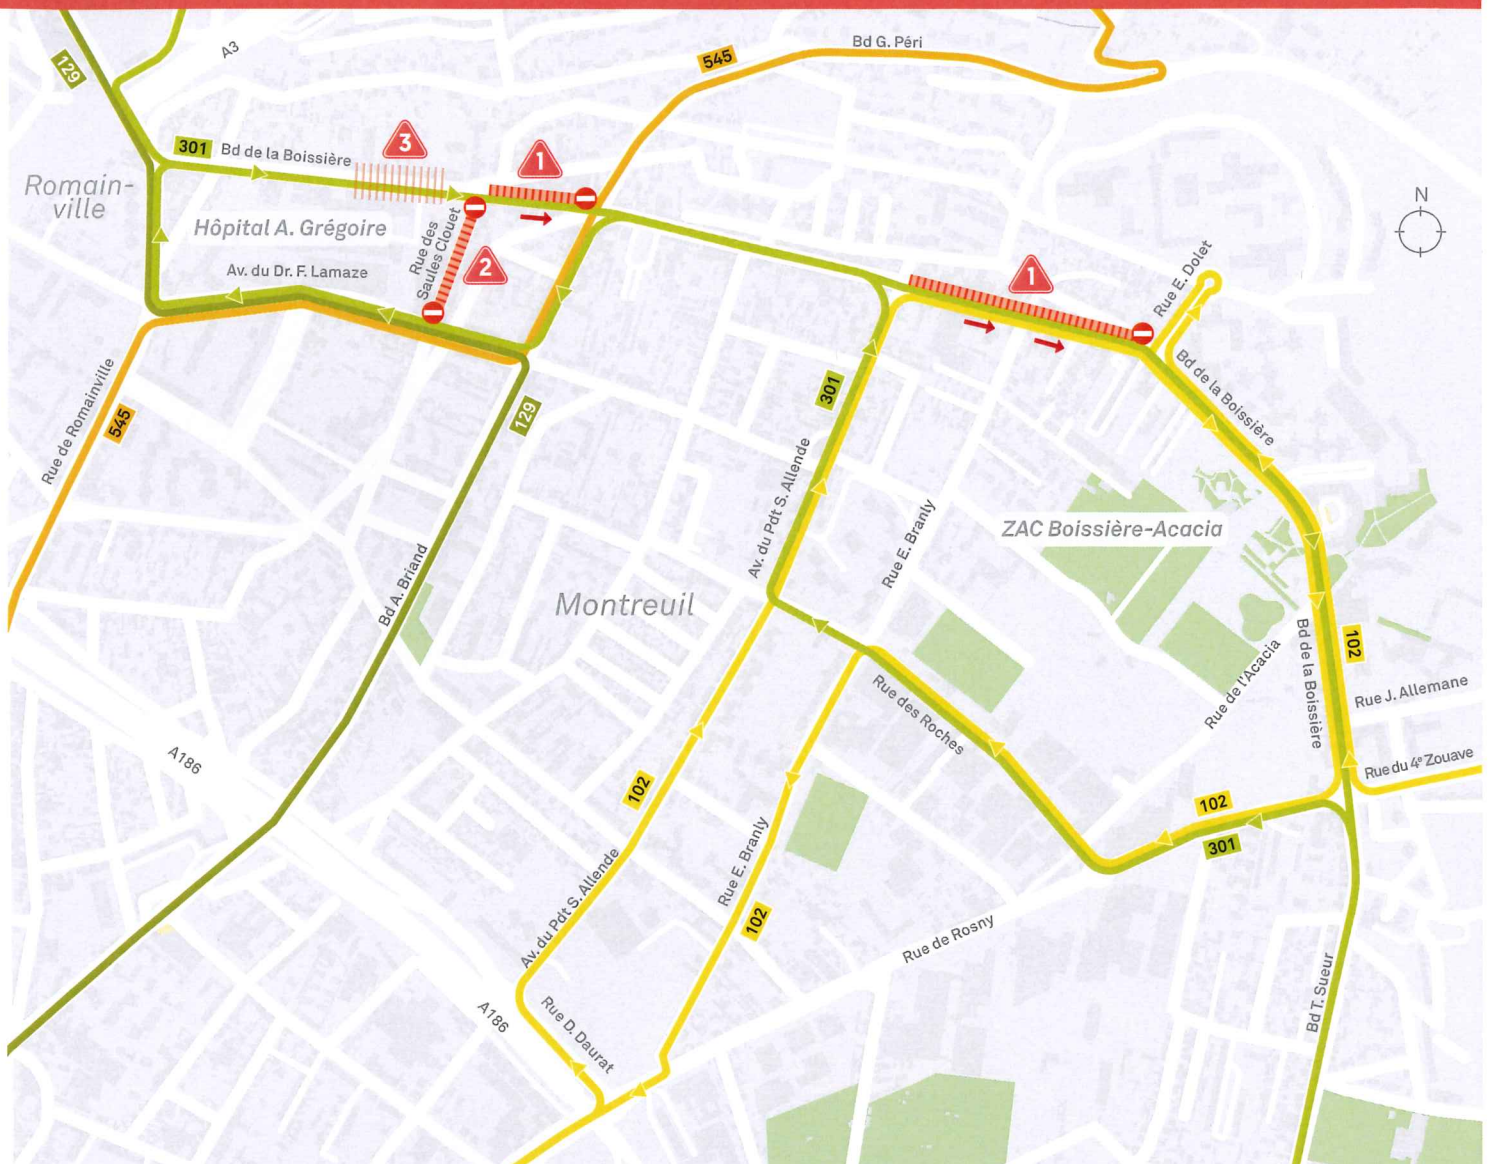 129
A3
545
Bd G. Péri
301
Bd de la Boissière
3
1
Romain-
ville
Hôpital A. Grégoire
Rue des
Saules Clouet
2
N
Av. du Dr. F. Lamaze
1
Rue E. Dolet
Bd de la Boissière
Rue de Romainville
545
129
301
Av. du Pdt S. Allende
Rue E. Branly
ZAC Boissière-Acacia
Bd A. Briand
Montreuil
102
Bd de la Boissière
Rue de l'Acacia
Rue J. Allemane
Rue des Roches
A186
Rue du 4e Zouave
102
102
301
Rue E. Branly
Av. du Pdt S. Allende
102
Rue de Rosny
Bd T. Sueur
A186
Rue D. Daurat